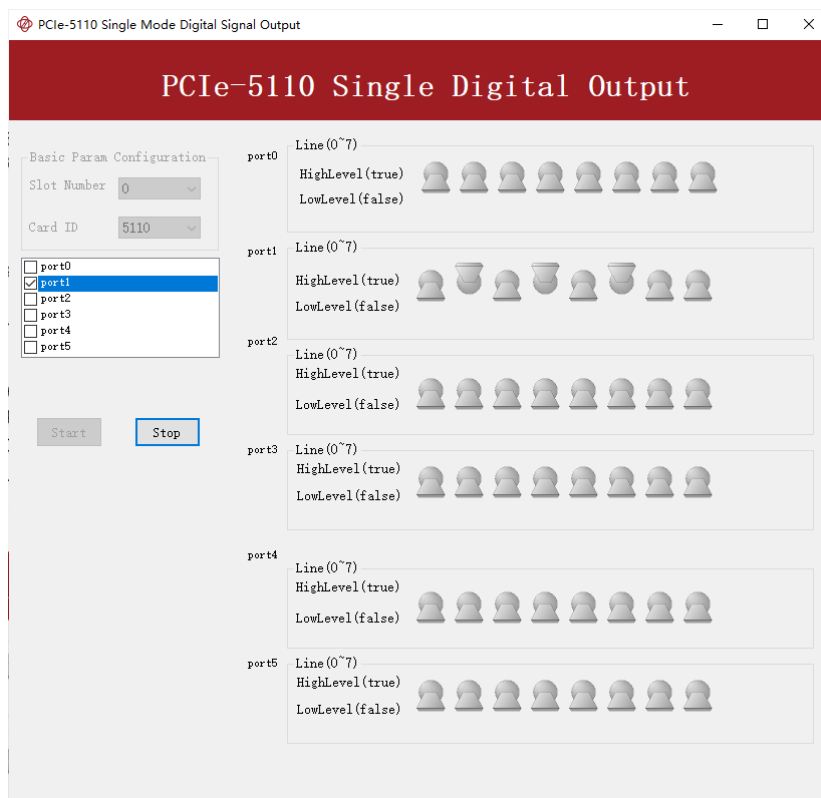 PCIe-5110 Single Mode Digital Signal Output
PCIe-5110 Single Digital Output
Basic Param Configuration
Slot Number 0
Card ID 5110
port0
port1
port2
port3
port4
port5
Start Stop
port0 Line(0~7)
HighLevel(true)
LowLevel(false)
port1 Line(0~7)
HighLevel(true)
LowLevel(false)
port2 Line(0~7)
HighLevel(true)
LowLevel(false)
port3 Line(0~7)
HighLevel(true)
LowLevel(false)
port4 Line(0~7)
HighLevel(true)
LowLevel(false)
port5 Line(0~7)
HighLevel(true)
LowLevel(false)